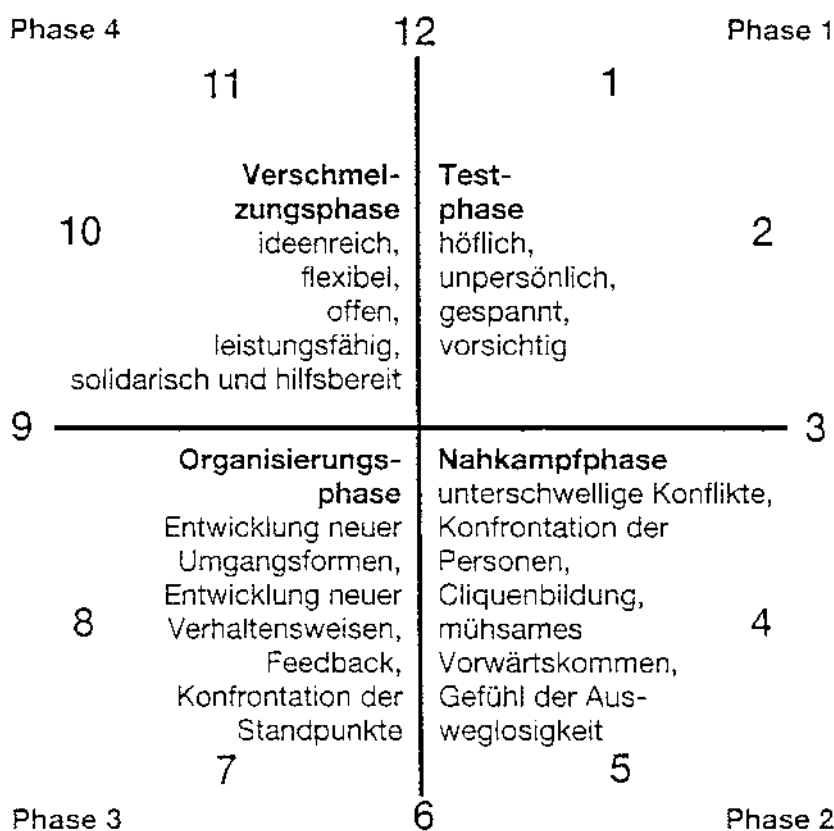 Phase 4
12
Phase 1
11
1
Verschmel-
zungsphase
ideenreich,
flexibel,
offen,
leistungsfähig,
solidarisch und hilfsbereit
Test-
phase
höflich,
unpersönlich,
gespannt,
vorsichtig
10
2
9
3
Organisierungs-
phase
Entwicklung neuer
Umgangsformen,
Entwicklung neuer
Verhaltensweisen,
Feedback,
Konfrontation der
Standpunkte
Nahkampfphase
unterschwellige Konflikte,
Konfrontation der
Personen,
Cliquenbildung,
mühsames
Vorwärtskommen,
Gefühl der Aus-
weglosigkeit
8
4
7
5
Phase 3
6
Phase 2